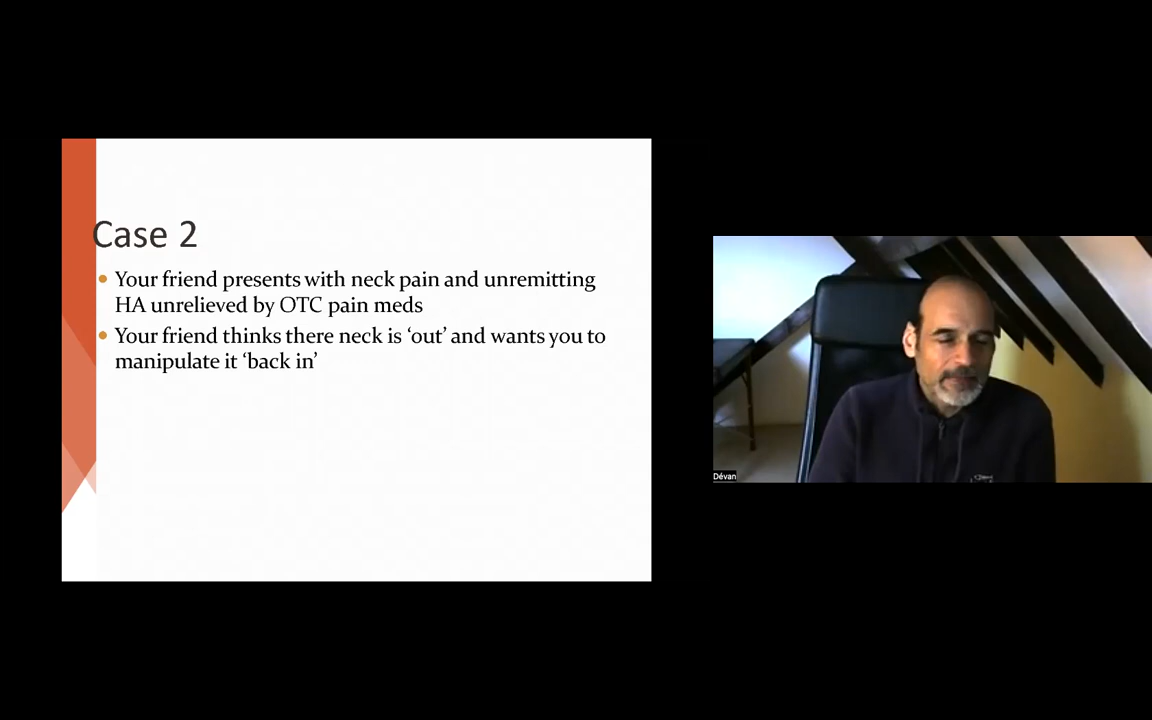 Case 2
Your friend presents with neck pain and unremitting
HA unrelieved by OTC pain meds
Your friend thinks there neck is ‘out’ and wants you to
manipulate it ‘back in’
Dévan